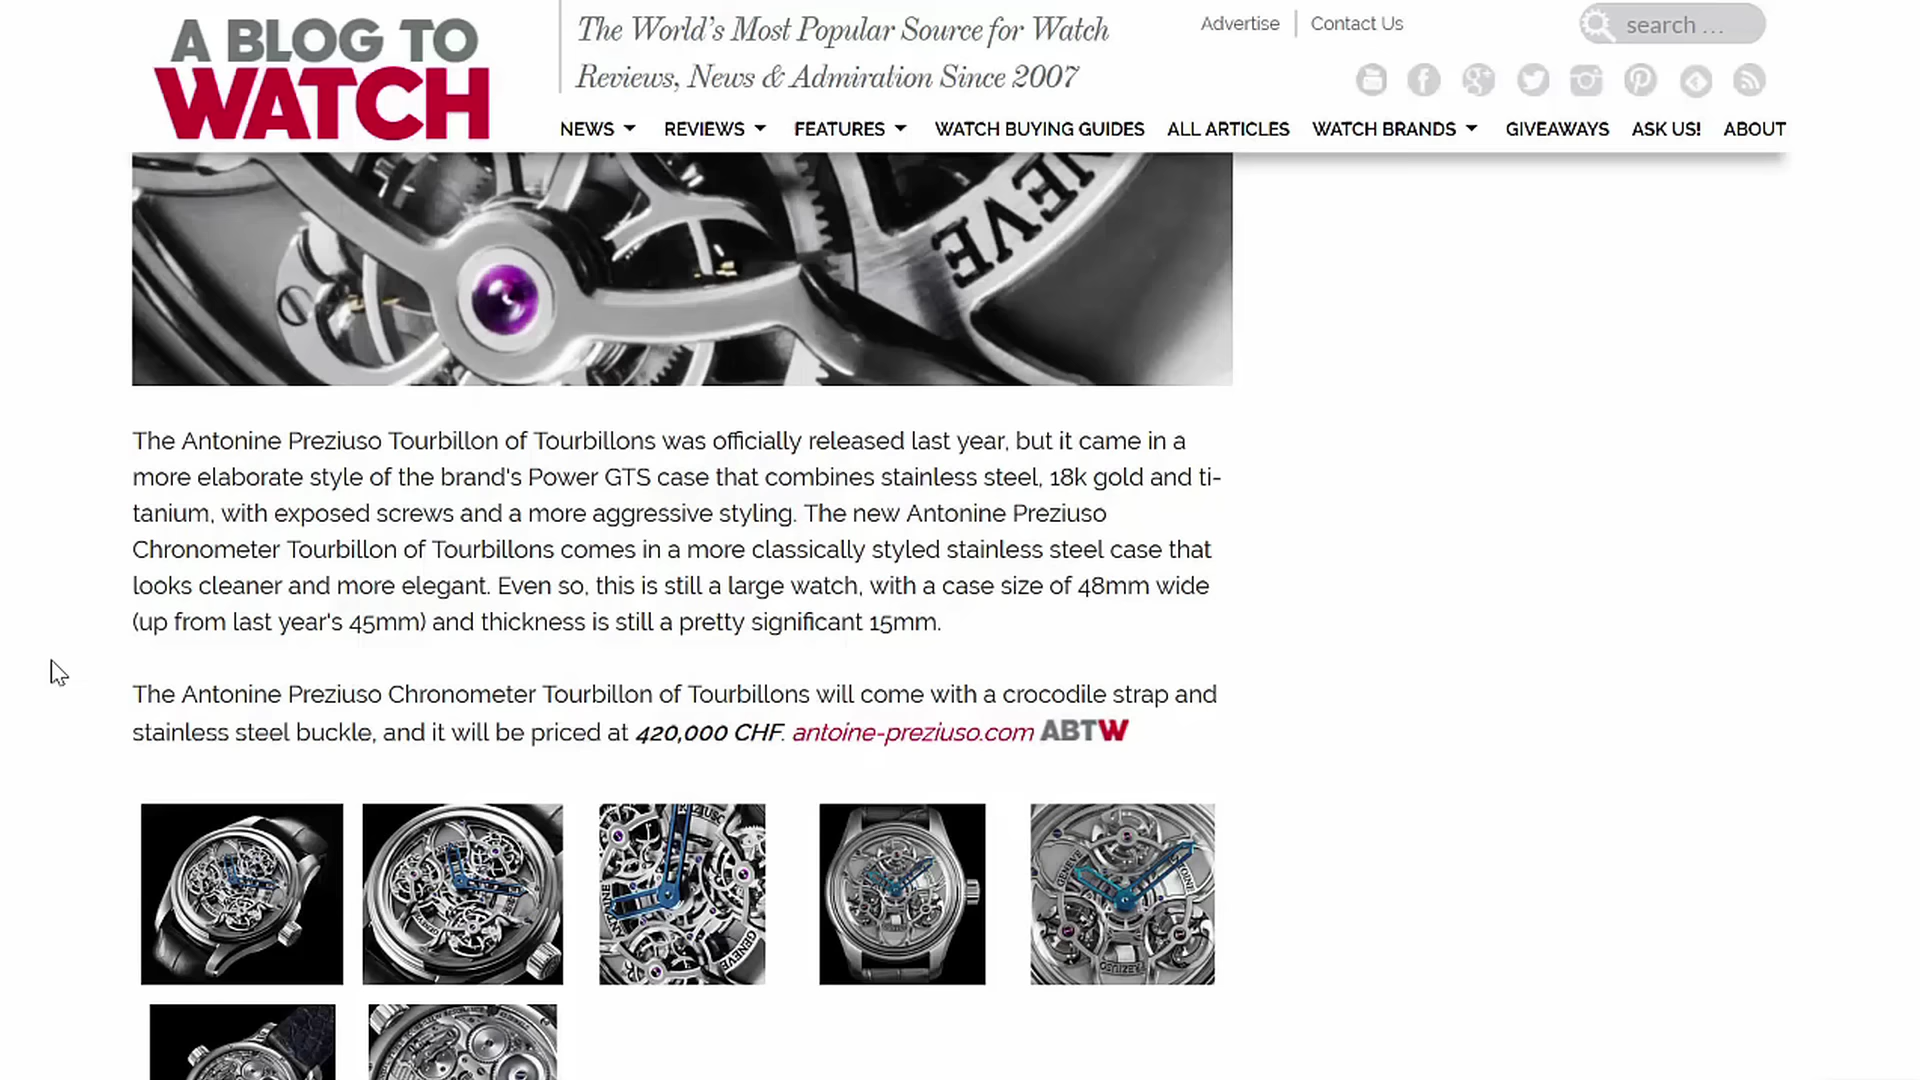 A BLOG TO
WATCH
The World's Most Popular Source for Watch
Reviews, News & Admiration Since 2007
Advertise
Contact Us
search ...
NEWS
REVIEWS
FEATURES
WATCH BUYING GUIDES
ALL ARTICLES
WATCH BRANDS
GIVEAWAYS
ASK US!
ABOUT
NEVE
The Antonine Preziuso Tourbillon of Tourbillons was officially released last year, but it came in a
more elaborate style of the brand's Power GTS case that combines stainless steel, 18k gold and ti-
tanium, with exposed screws and a more aggressive styling. The new Antonine Preziuso
Chronometer Tourbillon of Tourbillons comes in a more classically styled stainless steel case that
looks cleaner and more elegant. Even so, this is still a large watch, with a case size of 48mm wide
(up from last year's 45mm) and thickness is still a pretty significant 15mm.
The Antonine Preziuso Chronometer Tourbillon of Tourbillons will come with a crocodile strap and
stainless steel buckle, and it will be priced at 420,000 CHF. antoine-preziuso.com ABTW
GENEVE
GENEVE